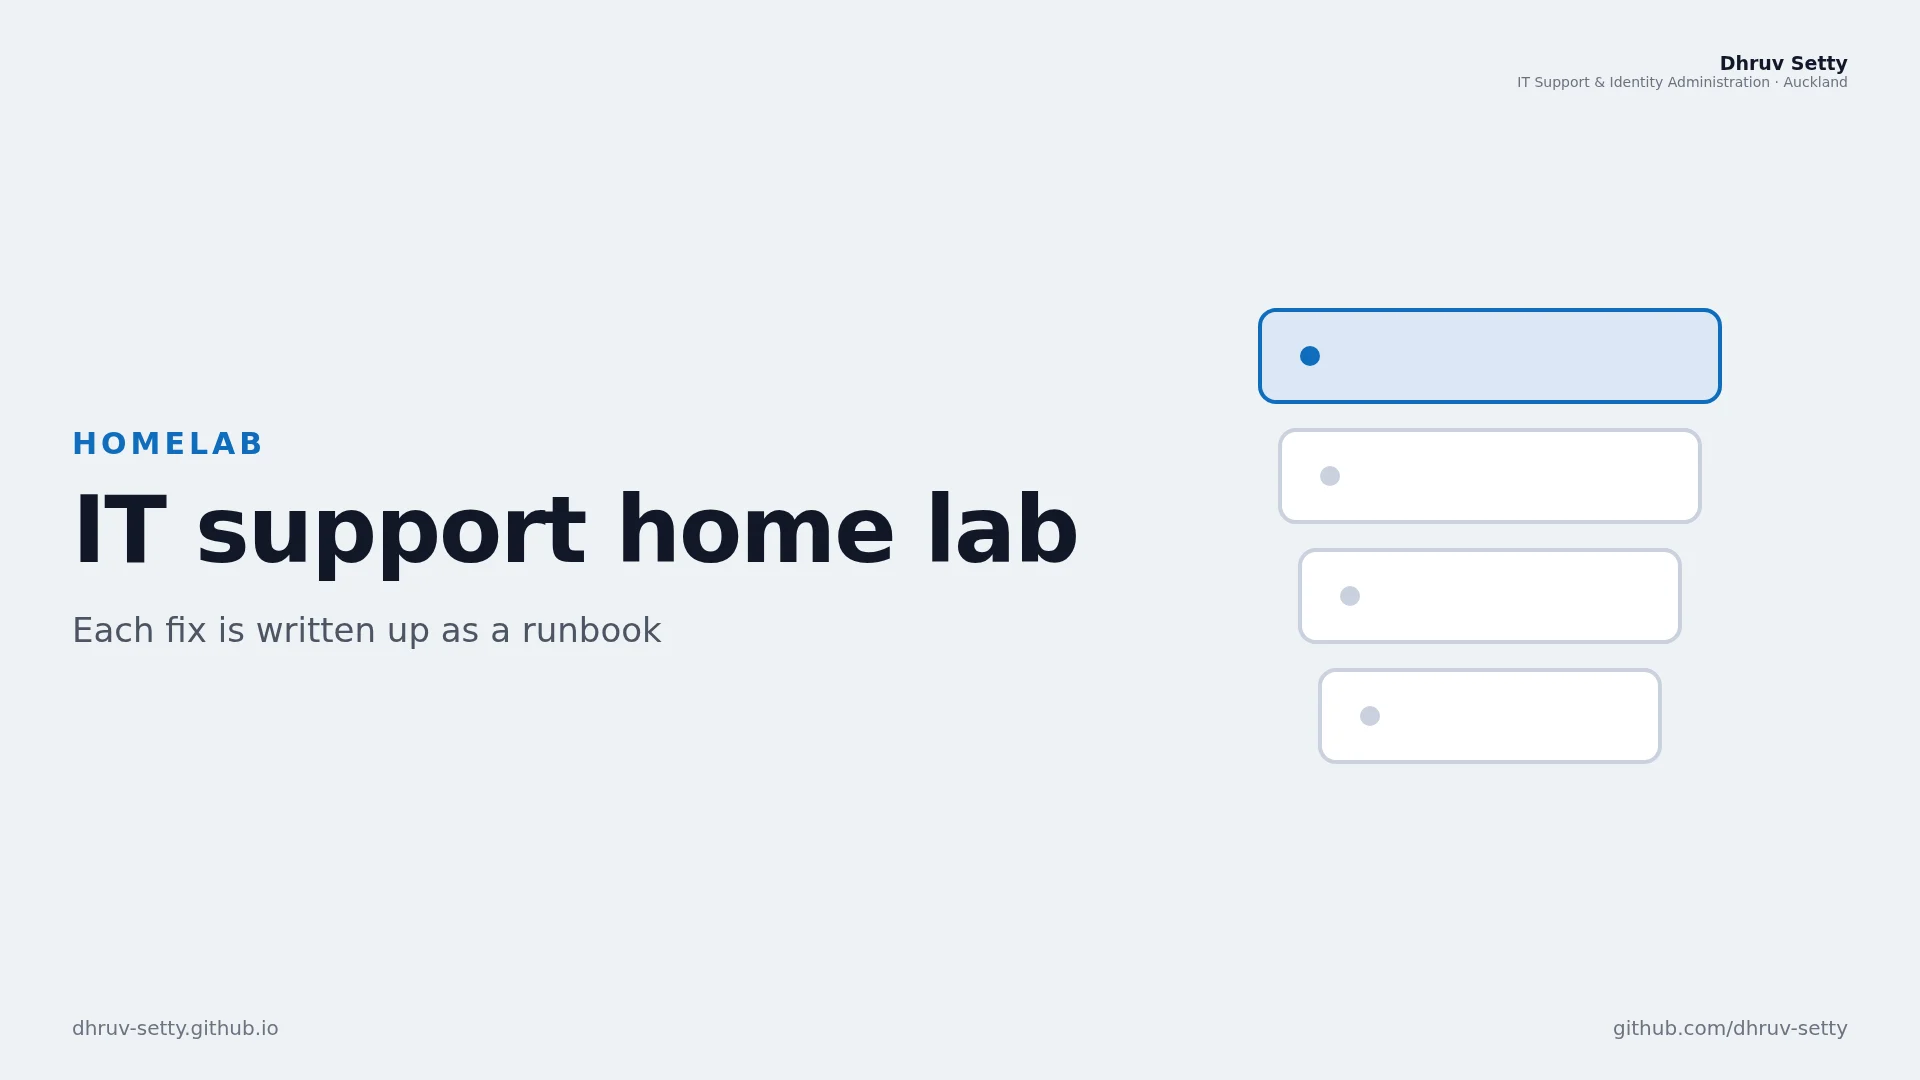 Dhruv Setty
IT Support & Identity Administration · Auckland
HOMELAB
IT support home lab
Each fix is written up as a runbook
dhruv-setty.github.io
github.com/dhruv-setty